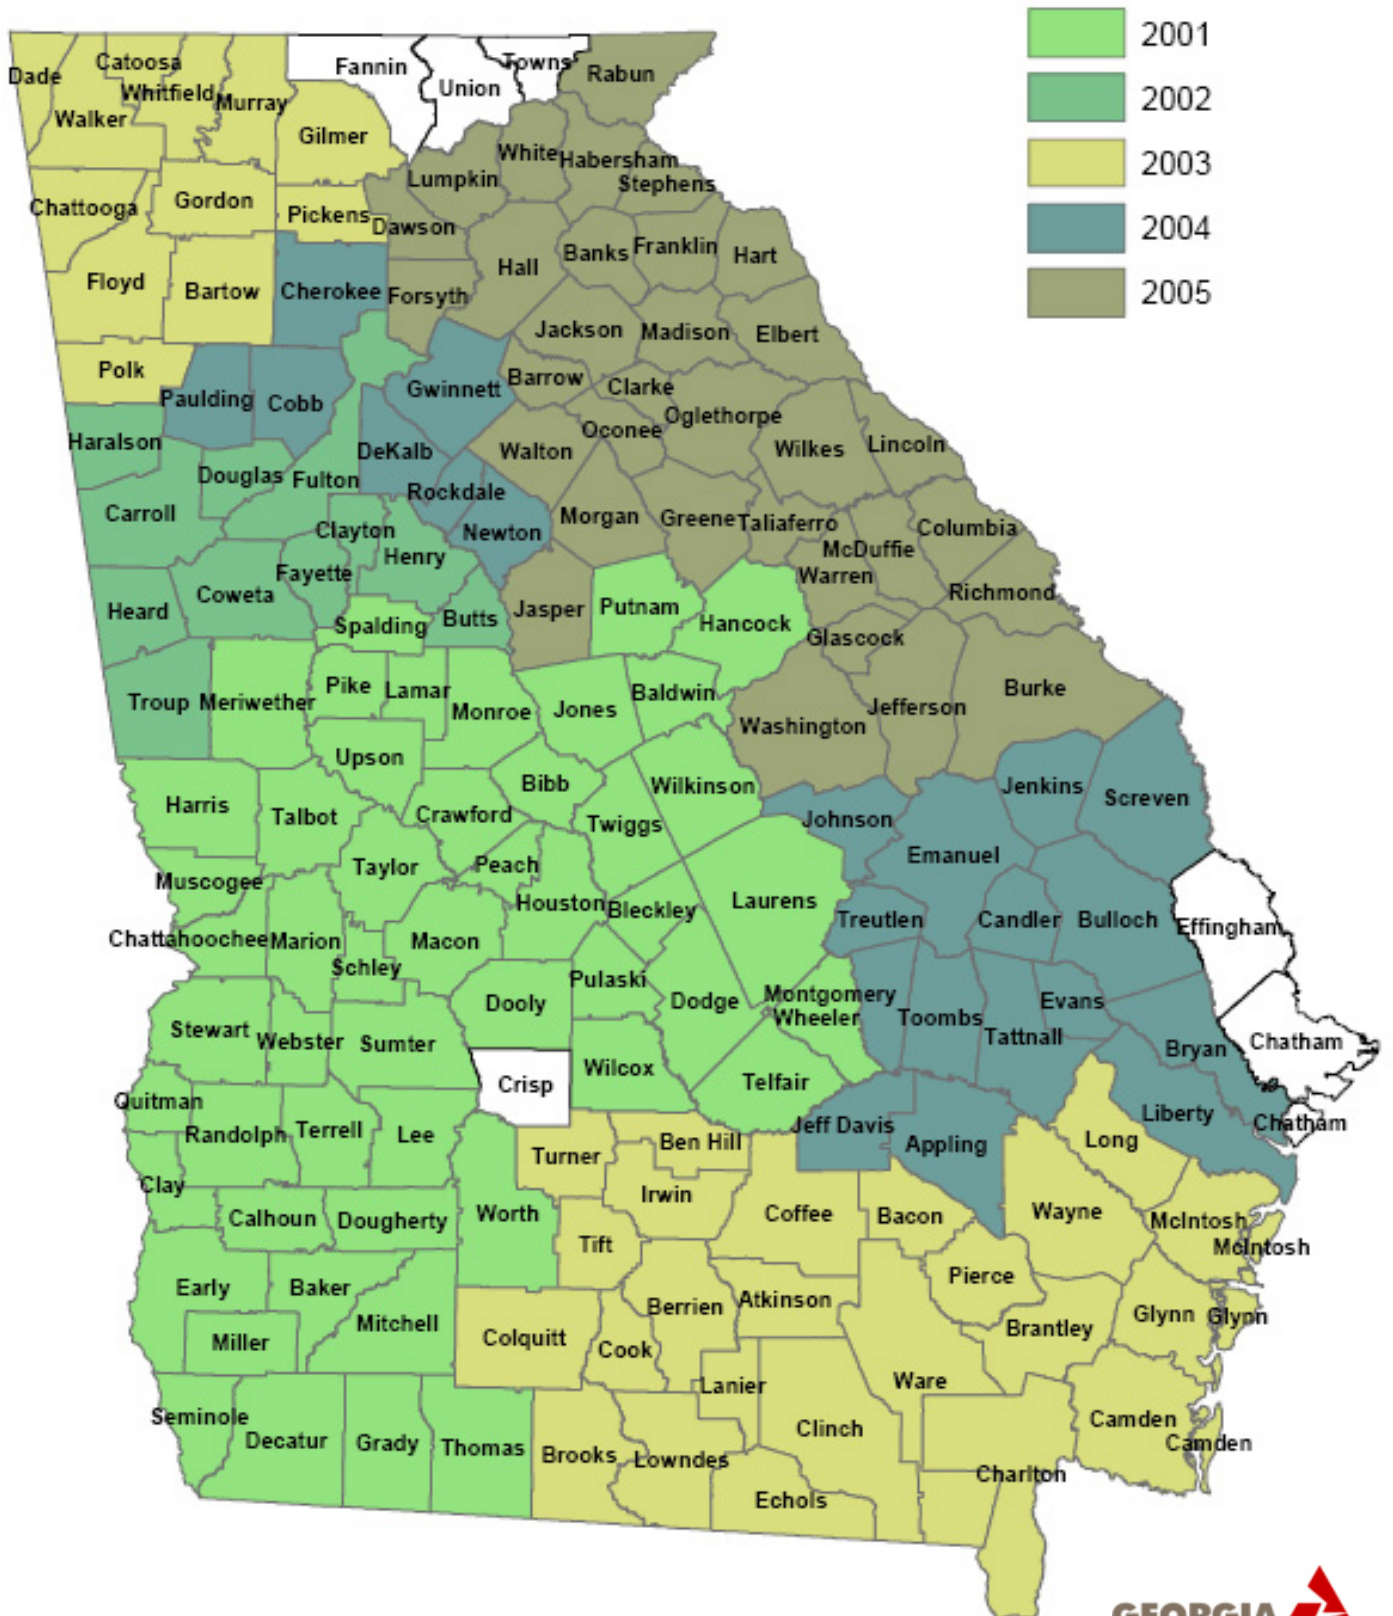 2001
2002
2003
2004
2005
Fannin
Towns
Union
Rabun
Dade
Catoosa
Whitfield
Murray
Walker
Gilmer
White
Habersham
Stephens
Lumpkin
Chattooga
Gordon
Pickens
Dawson
Hall
Banks
Franklin
Hart
Floyd
Bartow
Cherokee
Forsyth
Jackson
Madison
Elbert
Polk
Paulding
Cobb
Gwinnett
Barrow
Clarke
Oglethorpe
Oconee
Walton
Wilkes
Lincoln
Haralson
Douglas
Fulton
DeKalb
Rockdale
Newton
Morgan
Greene
Taliaferro
Columbia
McDuffie
Warren
Richmond
Carroll
Clayton
Henry
Fayette
Coweta
Heard
Spalding
Butts
Jasper
Putnam
Hancock
Glascock
Jefferson
Burke
Washington
Troup
Meriwether
Pike
Lamar
Monroe
Jones
Baldwin
Upson
Bibb
Wilkinson
Jenkins
Screven
Harris
Talbot
Crawford
Twiggs
Johnson
Emanuel
Taylor
Peach
Muscogee
Houston
Bleckley
Laurens
Treutlen
Candler
Bulloch
Effingham
Chattahoochee
Marion
Macon
Schley
Pulaski
Dooly
Dodge
Montgomery
Wheeler
Toombs
Tattnall
Evans
Bryan
Chatham
Stewart
Webster
Sumter
Crisp
Wilcox
Telfair
Quitman
Randolph
Terrell
Lee
Turner
Ben Hill
Jeff Davis
Appling
Long
Liberty
Chatham
Clay
Calhoun
Dougherty
Worth
Irwin
Tift
Coffee
Bacon
Wayne
McIntosh
McIntosh
Early
Baker
Miller
Mitchell
Colquitt
Cook
Berrien
Atkinson
Pierce
Brantley
Glynn
Glynn
Seminole
Decatur
Grady
Thomas
Brooks
Lowndes
Lanier
Clinch
Echols
Ware
Charlton
Camden
Camden
GEORGIA